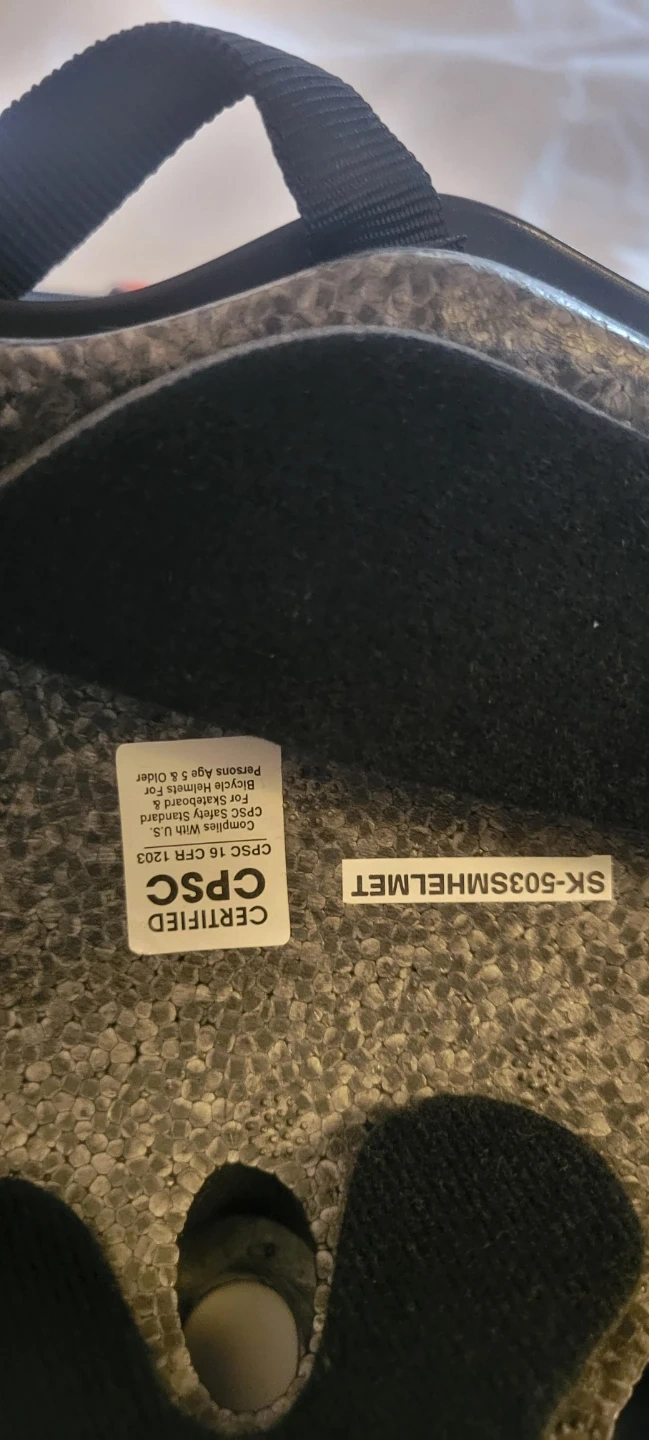 CERTIFIED
CPSC
CPSC 16 CFR 1203
Complies With U.S.
CPSC Safety Standard
For Skateboard &
Bicycle Helmets For
Persons Age 5 & Older
SK-503SMHELMET